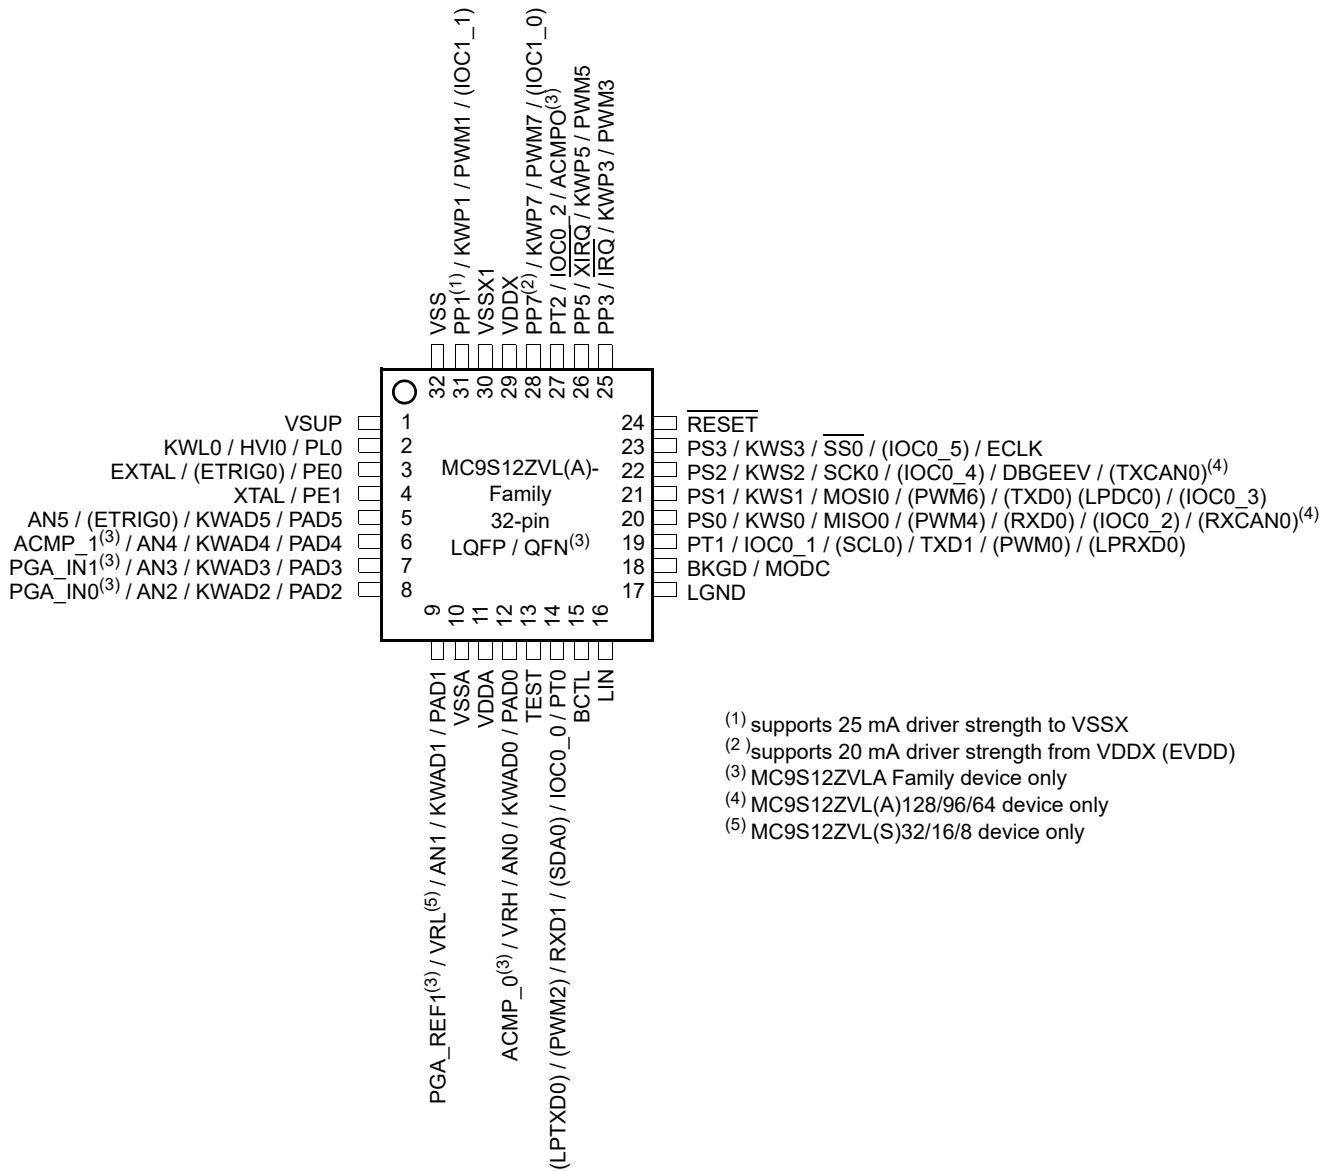 VSS
PP1(1) / KWP1 / PWM1 / (IOC1_1)
VSSX1
VDDX
PP7(2) / KWP7 / PWM7 / (IOC1_0)
PT2 / IOC0_2 / ACMPO(3)
PP5 / XIRQ / KWP5 / PWM5
PP3 / IRQ / KWP3 / PWM3
32
31
30
29
28
27
26
25
VSUP
KWL0 / HVI0 / PL0
EXTAL / (ETRIG0) / PE0
XTAL / PE1
AN5 / (ETRIG0) / KWAD5 / PAD5
ACMP_1(3) / AN4 / KWAD4 / PAD4
PGA_IN1(3) / AN3 / KWAD3 / PAD3
PGA_IN0(3) / AN2 / KWAD2 / PAD2
1
2
3
4
5
6
7
8
MC9S12ZVL(A)-
Family
32-pin
LQFP / QFN(3)
24
23
22
21
20
19
18
17
RESET
PS3 / KWS3 / SS0 / (IOC0_5) / ECLK
PS2 / KWS2 / SCK0 / (IOC0_4) / DBGEEV / (TXCAN0)(4)
PS1 / KWS1 / MOSI0 / (PWM6) / (TXD0) (LPDC0) / (IOC0_3)
PS0 / KWS0 / MISO0 / (PWM4) / (RXD0) / (IOC0_2) / (RXCAN0)(4)
PT1 / IOC0_1 / (SCL0) / TXD1 / (PWM0) / (LPRXD0)
BKGD / MODC
LGND
9
10
11
12
13
14
15
16
PGA_REF1(3) / VRL(5) / AN1 / KWAD1 / PAD1
VSSA
VDDA
ACMP_0(3) / VRH / AN0 / KWAD0 / PAD0
TEST
(LPTXD0) / (PWM2) / RXD1 / (SDA0) / IOC0_0 / PT0
BCTL
LIN
(1) supports 25 mA driver strength to VSSX
(2 )supports 20 mA driver strength from VDDX (EVDD)
(3) MC9S12ZVLA Family device only
(4) MC9S12ZVL(A)128/96/64 device only
(5) MC9S12ZVL(S)32/16/8 device only